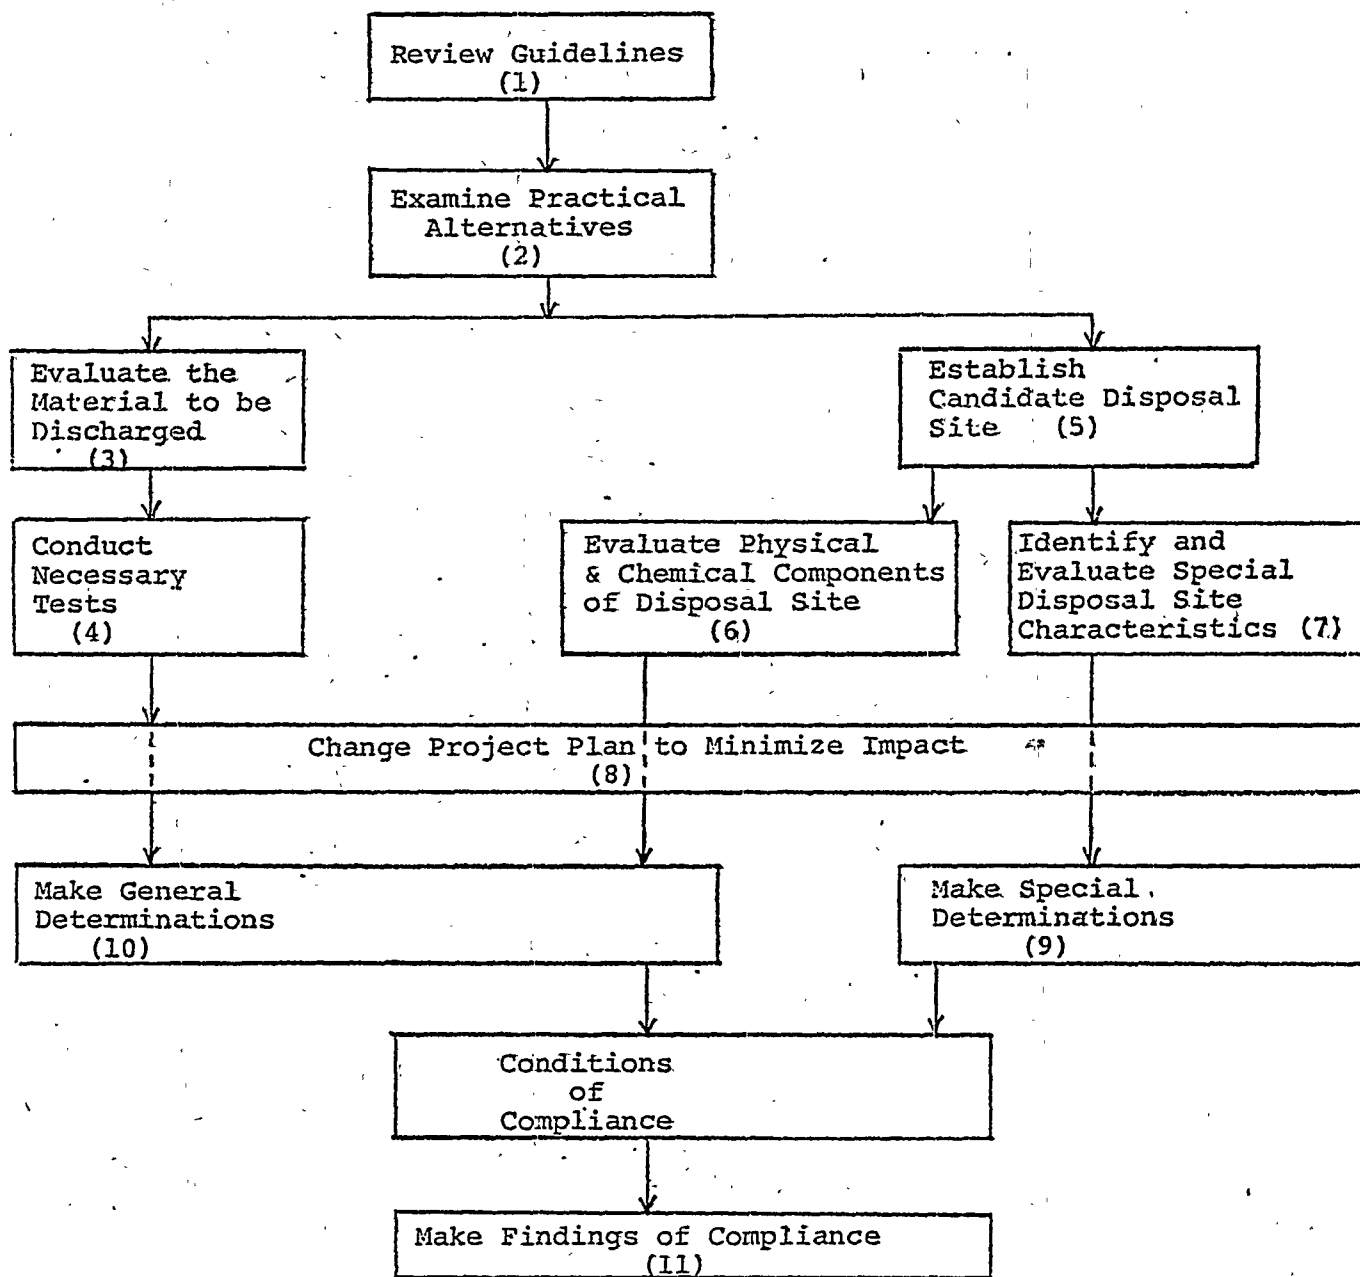 Review Guidelines
(1)
Examine Practical
Alternatives
(2)
Evaluate the
Material to be
Discharged
(3)
Establish
Candidate Disposal
Site (5)
Conduct
Necessary
Tests
(4)
Evaluate Physical
& Chemical Components
of Disposal Site
(6)
Identify and
Evaluate Special
Disposal Site
Characteristics (7)
Change Project Plan to Minimize Impact
(8)
Make General
Determinations
(10)
Make Special
Determinations
(9)
Conditions
of
Compliance
Make Findings of Compliance
(11)